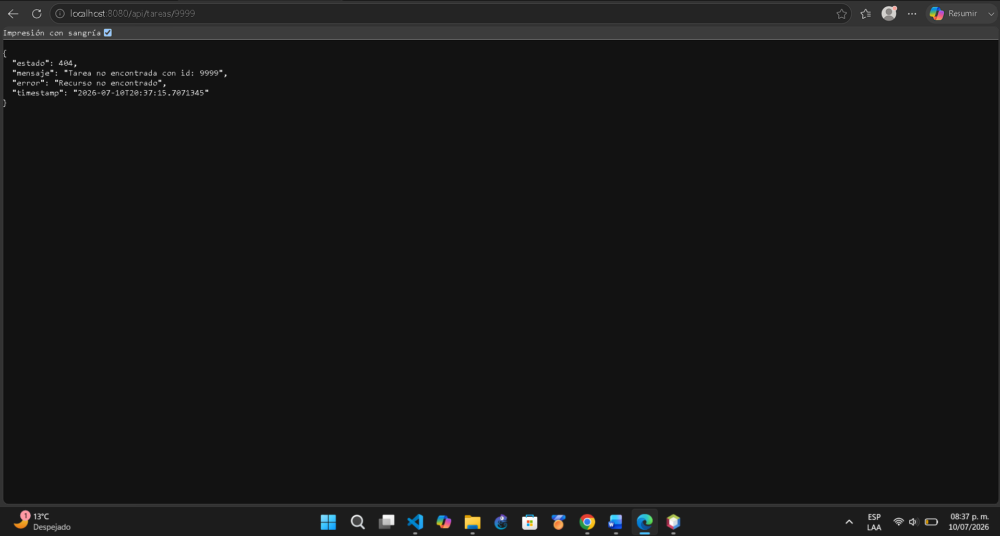 localhost:8080/api/tareas/9999
Resumir
Impresión con sangría
{
"estado": 404,
"mensaje": "Tarea no encontrada con id: 9999",
"error": "Recurso no encontrado",
"timestamp": "2026-07-10T20:37:15.7071345"
}
1
13°C
Despejado
W
ESP
LAA
08:37 p. m.
10/07/2026